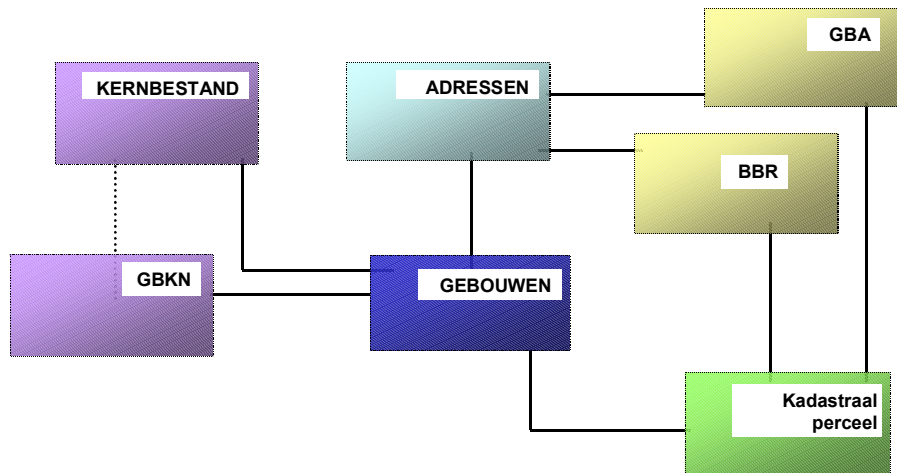 GBA
KERNBESTAND
ADRESSEN
BBR
GBKN
GEBOUWEN
Kadastraal
perceel